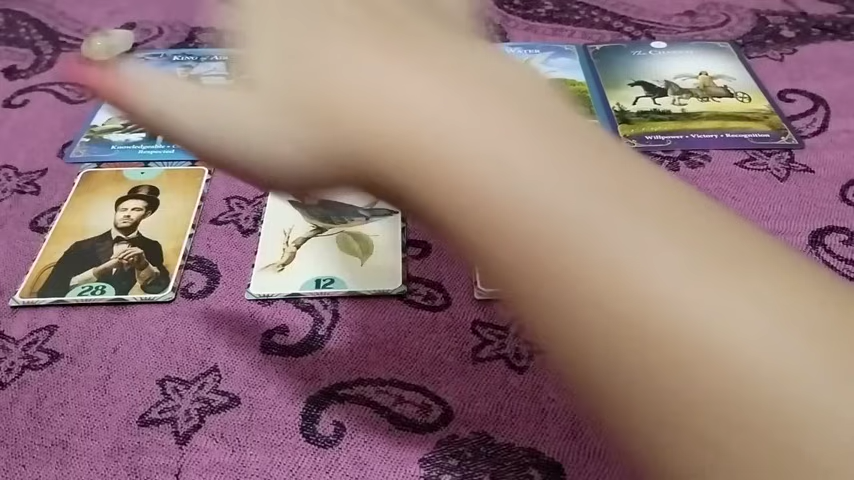 KING of AIR
WATER
The Chariot
Knowledgeable •
Respected
Willpower • Victory • Recognition
28
12